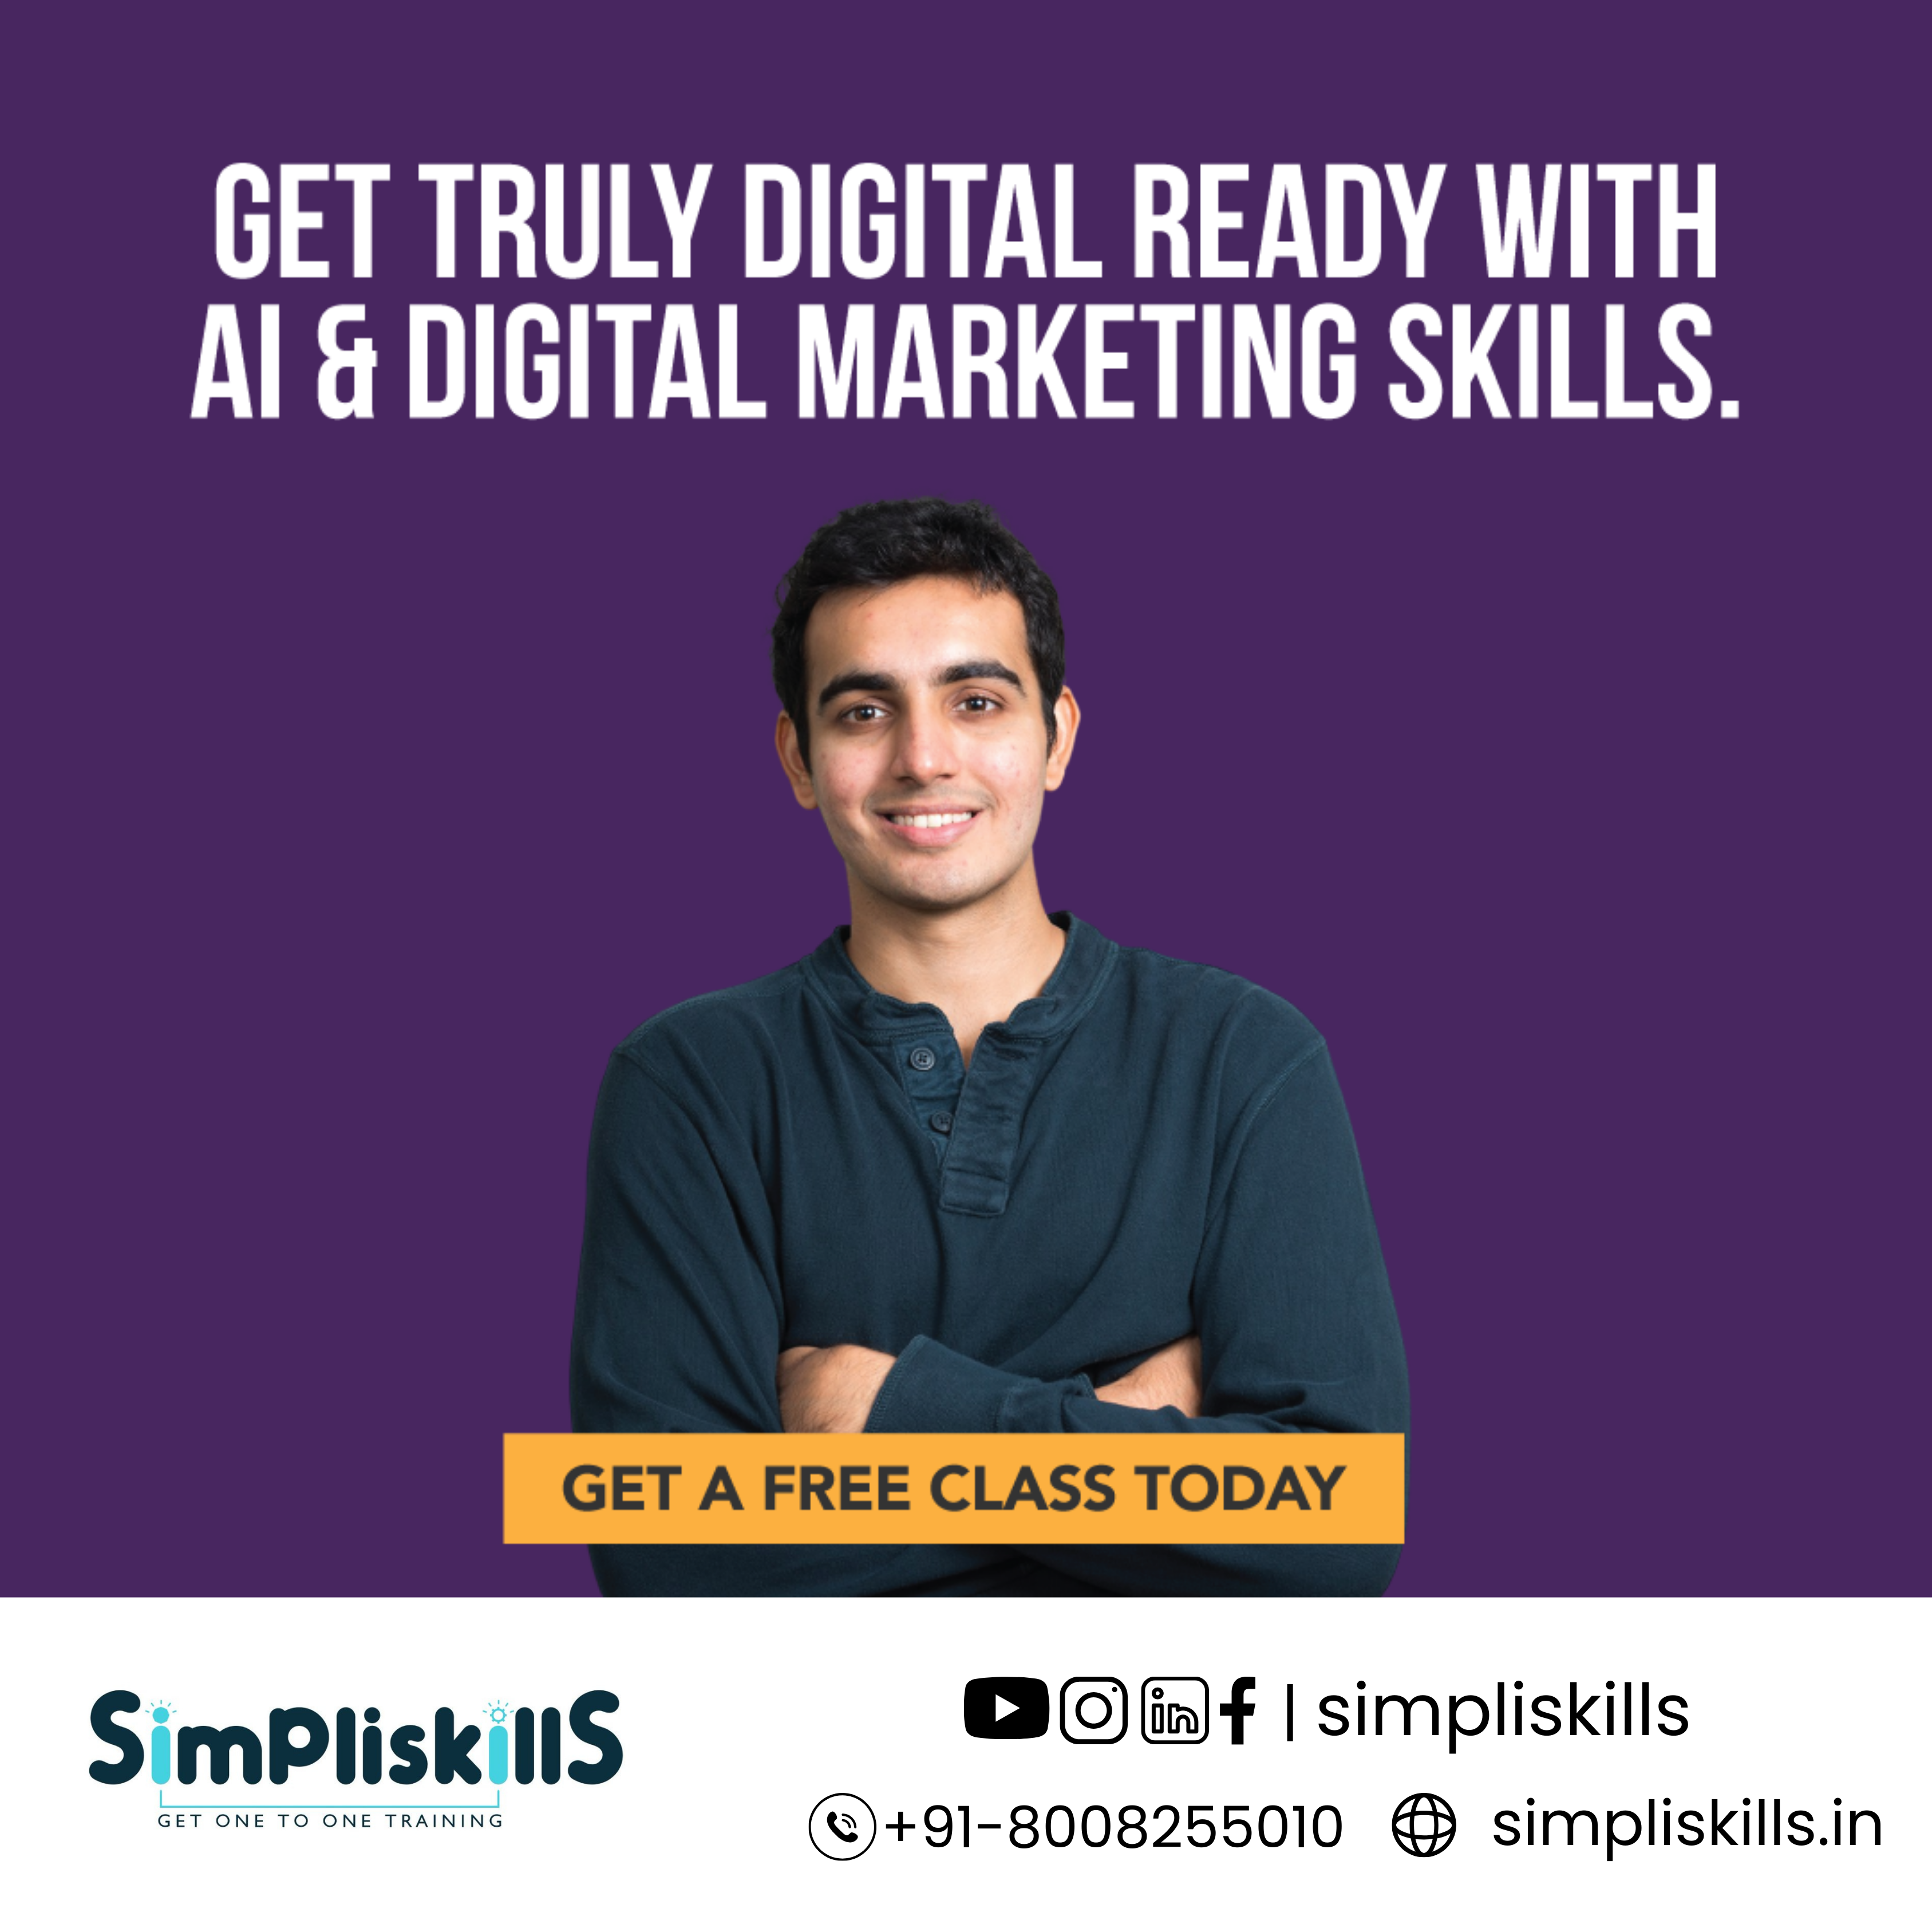 GET TRULY DIGITAL READY WITH
AI & DIGITAL MARKETING SKILLS.
GET A FREE CLASS TODAY
SimPliskillS
GET ONE TO ONE TRAINING
| simpliskills
+91-8008255010
simpliskills.in